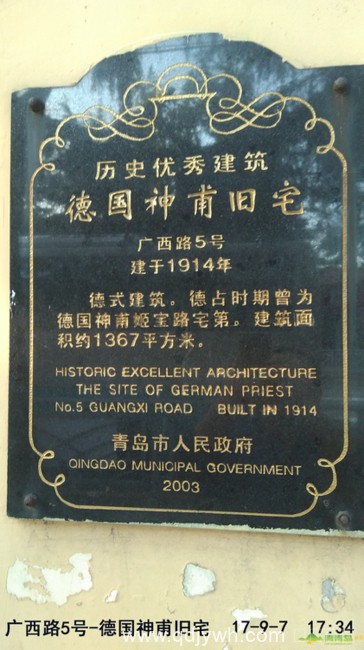 历史优秀建筑
德国神甫旧宅
广西路5号
建于1914年
德式建筑。德占时期曾为
德国神甫姬宝路宅第。建筑面
积约1367平方米。
HISTORIC EXCELLENT ARCHITECTURE
THE SITE OF GERMAN PRIEST
No.5 GUANGXI ROAD BUILT IN 1914
青岛市人民政府
QINGDAO MUNICIPAL GOVERNMENT
2003
广西路5号-德国神甫旧宅 17-9-7 17:34